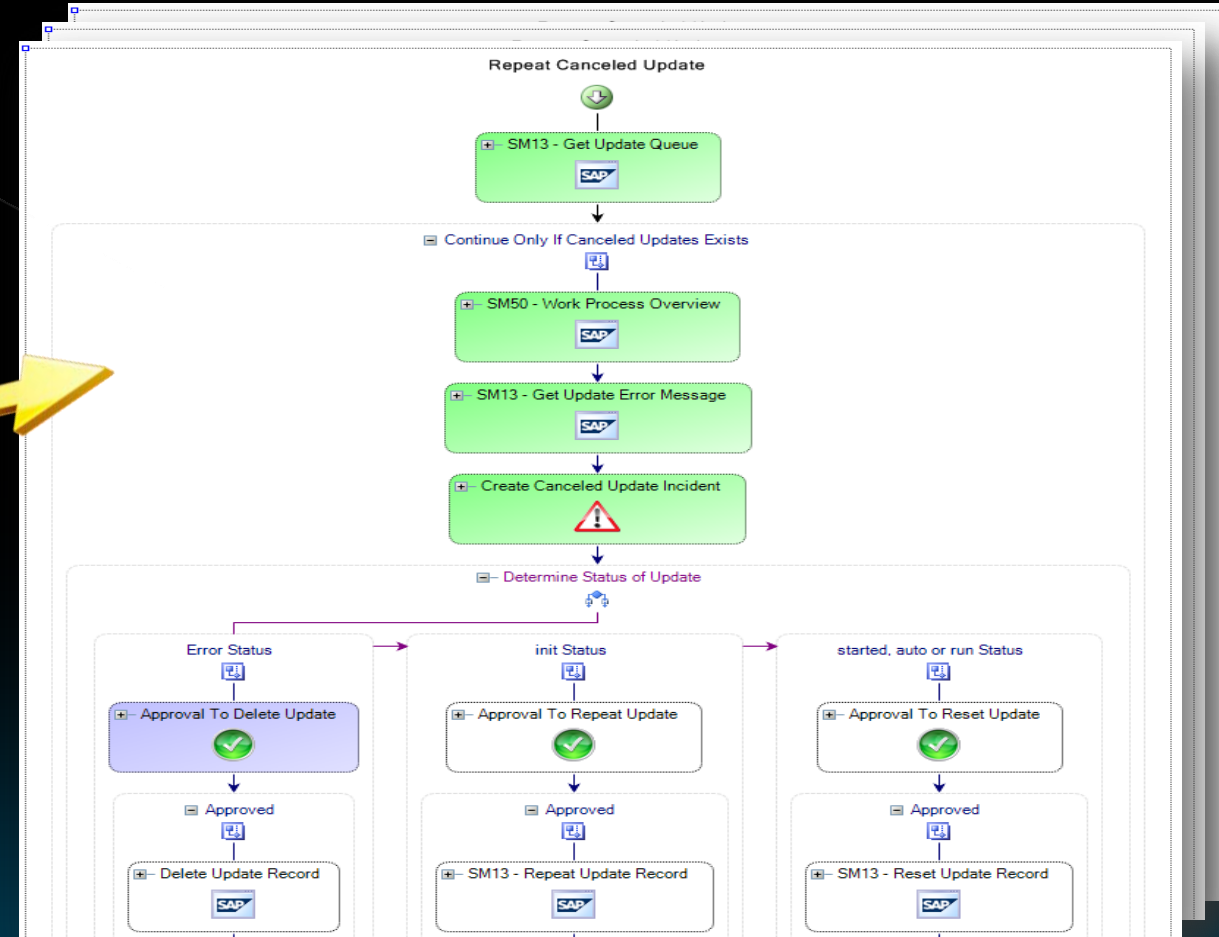 Repeat Canceled Update
SM13 - Get Update Queue
SAP
Continue Only If Canceled Updates Exists
SM50 - Work Process Overview
SAP
SM13 - Get Update Error Message
SAP
Create Canceled Update Incident
Determine Status of Update
Error Status
init Status
started, auto or run Status
Approval To Delete Update
Approval To Repeat Update
Approval To Reset Update
Approved
Approved
Approved
Delete Update Record
SM13 - Repeat Update Record
SM13 - Reset Update Record
SAP
SAP
SAP